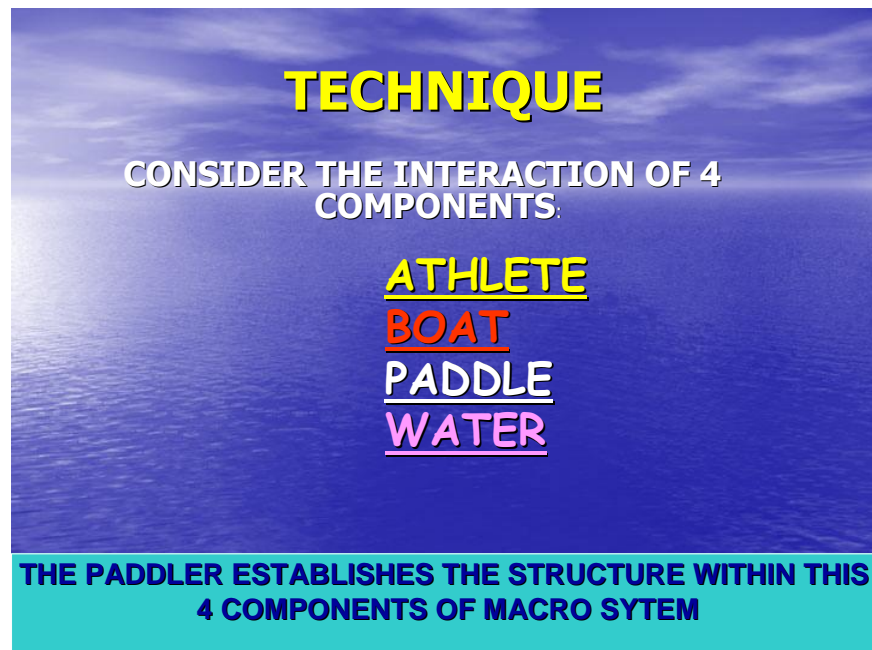 TECHNIQUE
CONSIDER THE INTERACTION OF 4
COMPONENTS:
ATHLETE
BOAT
PADDLE
WATER
THE PADDLER ESTABLISHES THE STRUCTURE WITHIN THIS
4 COMPONENTS OF MACRO SYTEM